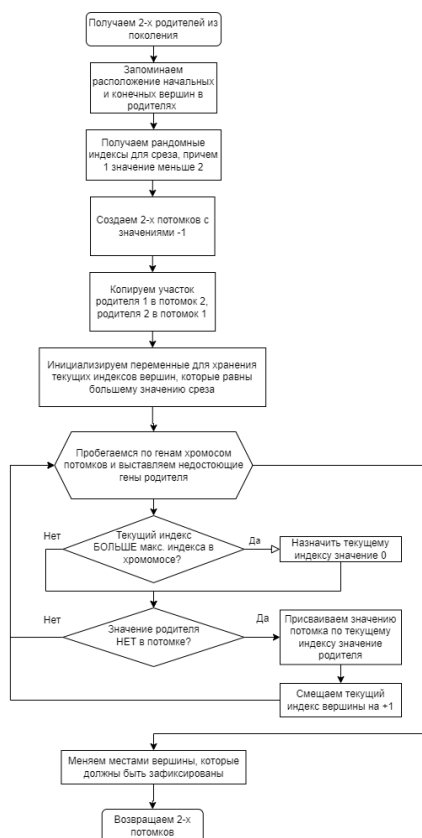 Получаем 2-х родителей из
поколения
Запоминаем
расположение начальных
и конечных вершин в
родителях
Получаем рандомные
индексы для среза, причем
1 значение меньше 2
Создаем 2-х потомков с
значениями -1
Копируем участок
родителя 1 в потомок 2,
родителя 2 в потомок 1
Инициализируем переменные для хранения
текущих индексов вершин, которые равны
большему значению среза
Пробегаемся по генам хромосом
потомков и выставляем недостоющие
гены родителя
Нет
Текущий индекс
БОЛЬШЕ макс. индекса в
хромомосе?
Да
Назначить текущему
индексу значение 0
Нет
Значение родителя
НЕТ в потомке?
Да
Присваиваем значению
потомка по текущему
индексу значение
родителя
Смещаем текущий
индекс вершины на +1
Меняем местами вершины, которые
должны быть зафиксированы
Возвращаем 2-х
потомков